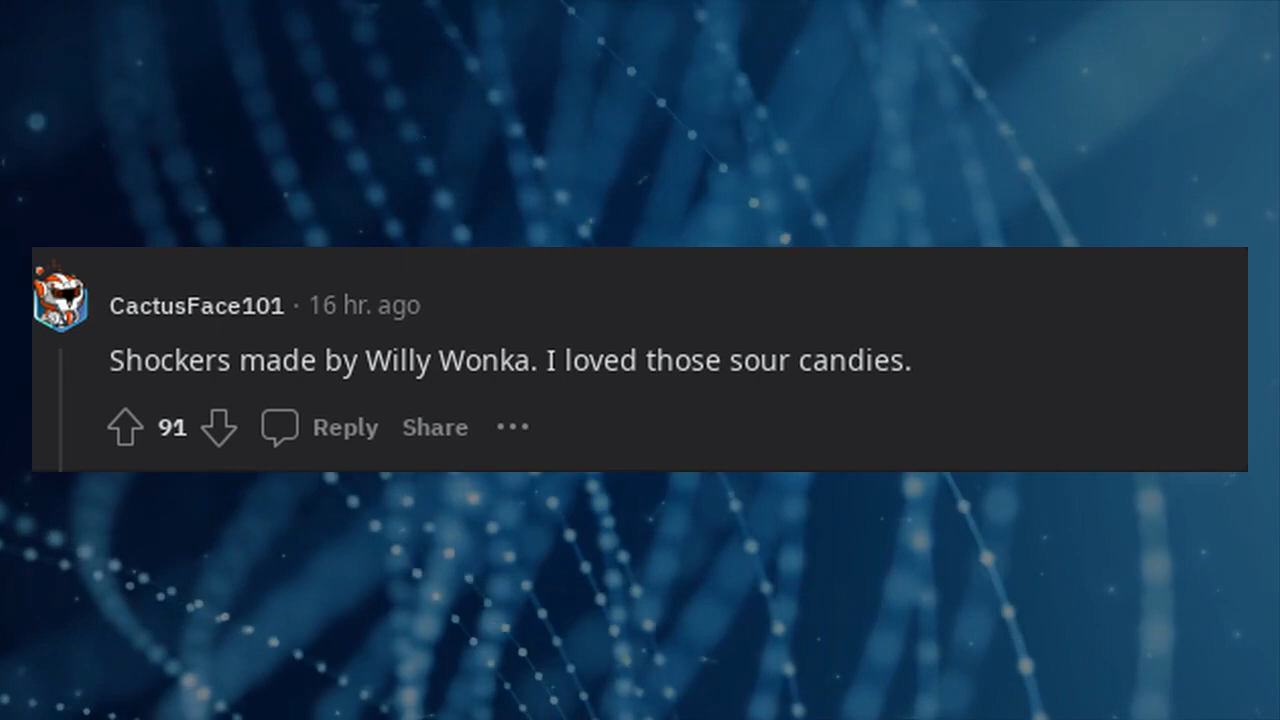 CactusFace101 · 16 hr. ago
Shockers made by Willy Wonka. I loved those sour candies.
91 Reply Share